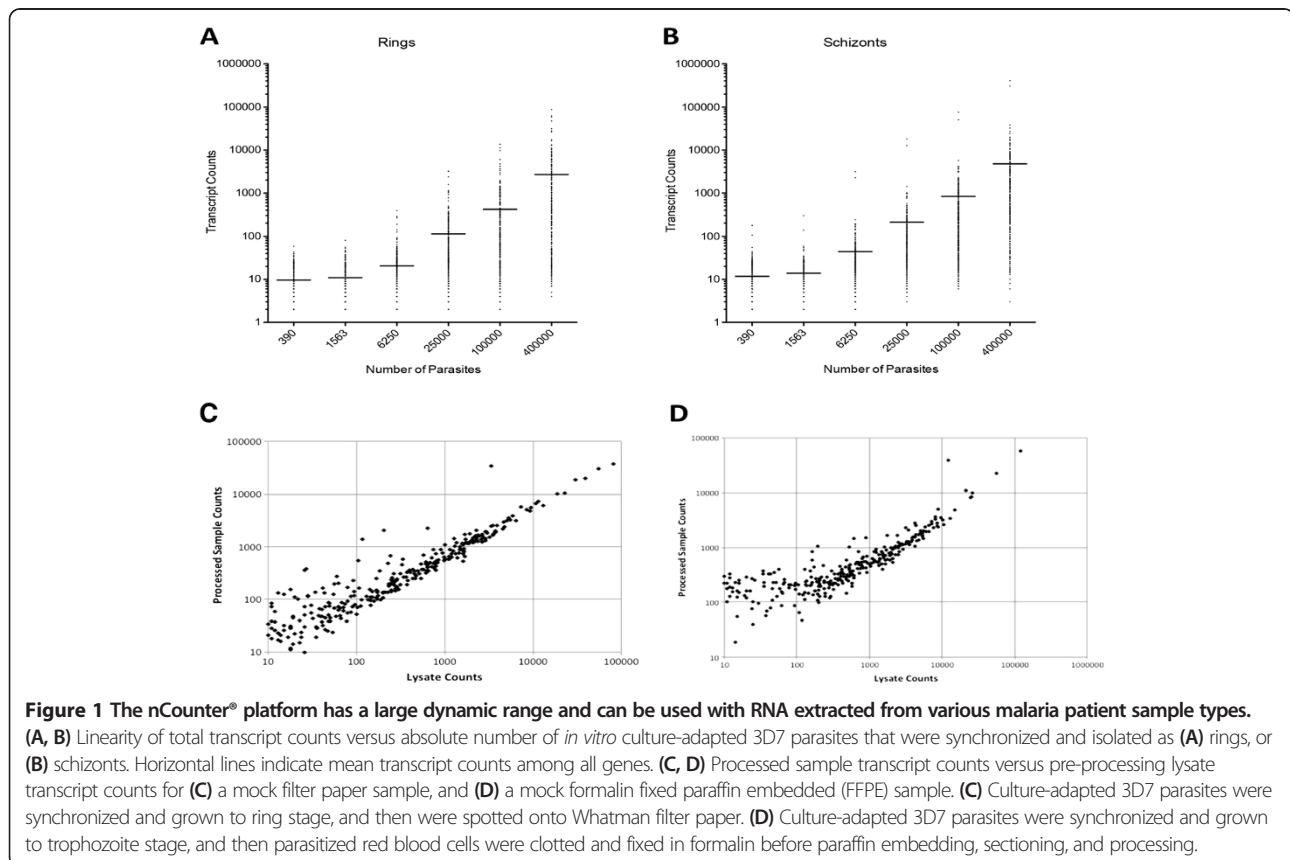 A
Rings
1000000
100000
10000
1000
100
10
1
Transcript Counts
390
1563
6250
25000
100000
400000
Number of Parasites
B
Schizonts
1000000
100000
10000
1000
100
10
1
Transcript Counts
390
1563
6250
25000
100000
400000
Number of Parasites
C
100000
10000
1000
100
10
Processed Sample Counts
10
100
1000
10000
100000
Lysate Counts
D
100000
10000
1000
100
10
Processed Sample Counts
10
100
1000
10000
100000
1000000
Lysate Counts
Figure 1 The nCounter® platform has a large dynamic range and can be used with RNA extracted from various malaria patient sample types.
(A, B) Linearity of total transcript counts versus absolute number of in vitro culture-adapted 3D7 parasites that were synchronized and isolated as (A) rings, or
(B) schizonts. Horizontal lines indicate mean transcript counts among all genes. (C, D) Processed sample transcript counts versus pre-processing lysate
transcript counts for (C) a mock filter paper sample, and (D) a mock formalin fixed paraffin embedded (FFPE) sample. (C) Culture-adapted 3D7 parasites were
synchronized and grown to ring stage, and then were spotted onto Whatman filter paper. (D) Culture-adapted 3D7 parasites were synchronized and grown
to trophozoite stage, and then parasitized red blood cells were clotted and fixed in formalin before paraffin embedding, sectioning, and processing.